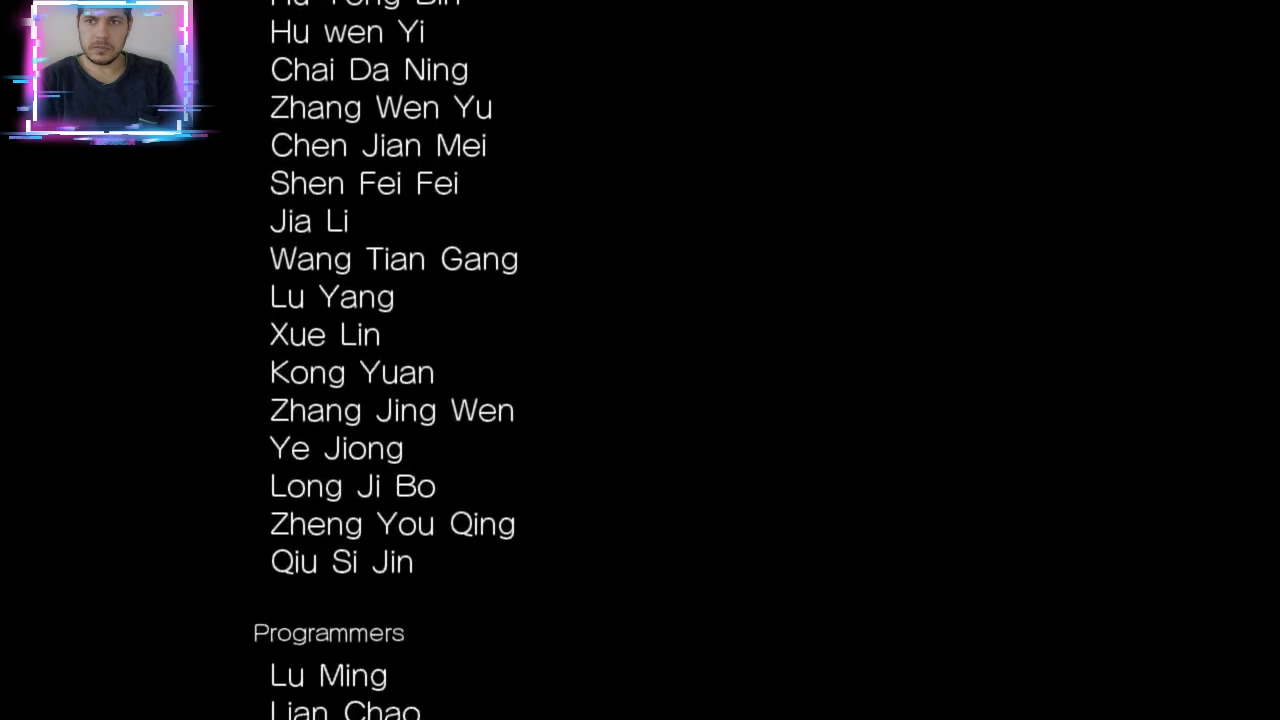 Hu wen Yi
Chai Da Ning
Zhang Wen Yu
Chen Jian Mei
Shen Fei Fei
Jia Li
Wang Tian Gang
Lu Yang
Xue Lin
Kong Yuan
Zhang Jing Wen
Ye Jiong
Long Ji Bo
Zheng You Qing
Qiu Si Jin
Programmers
Lu Ming
Lian Chao